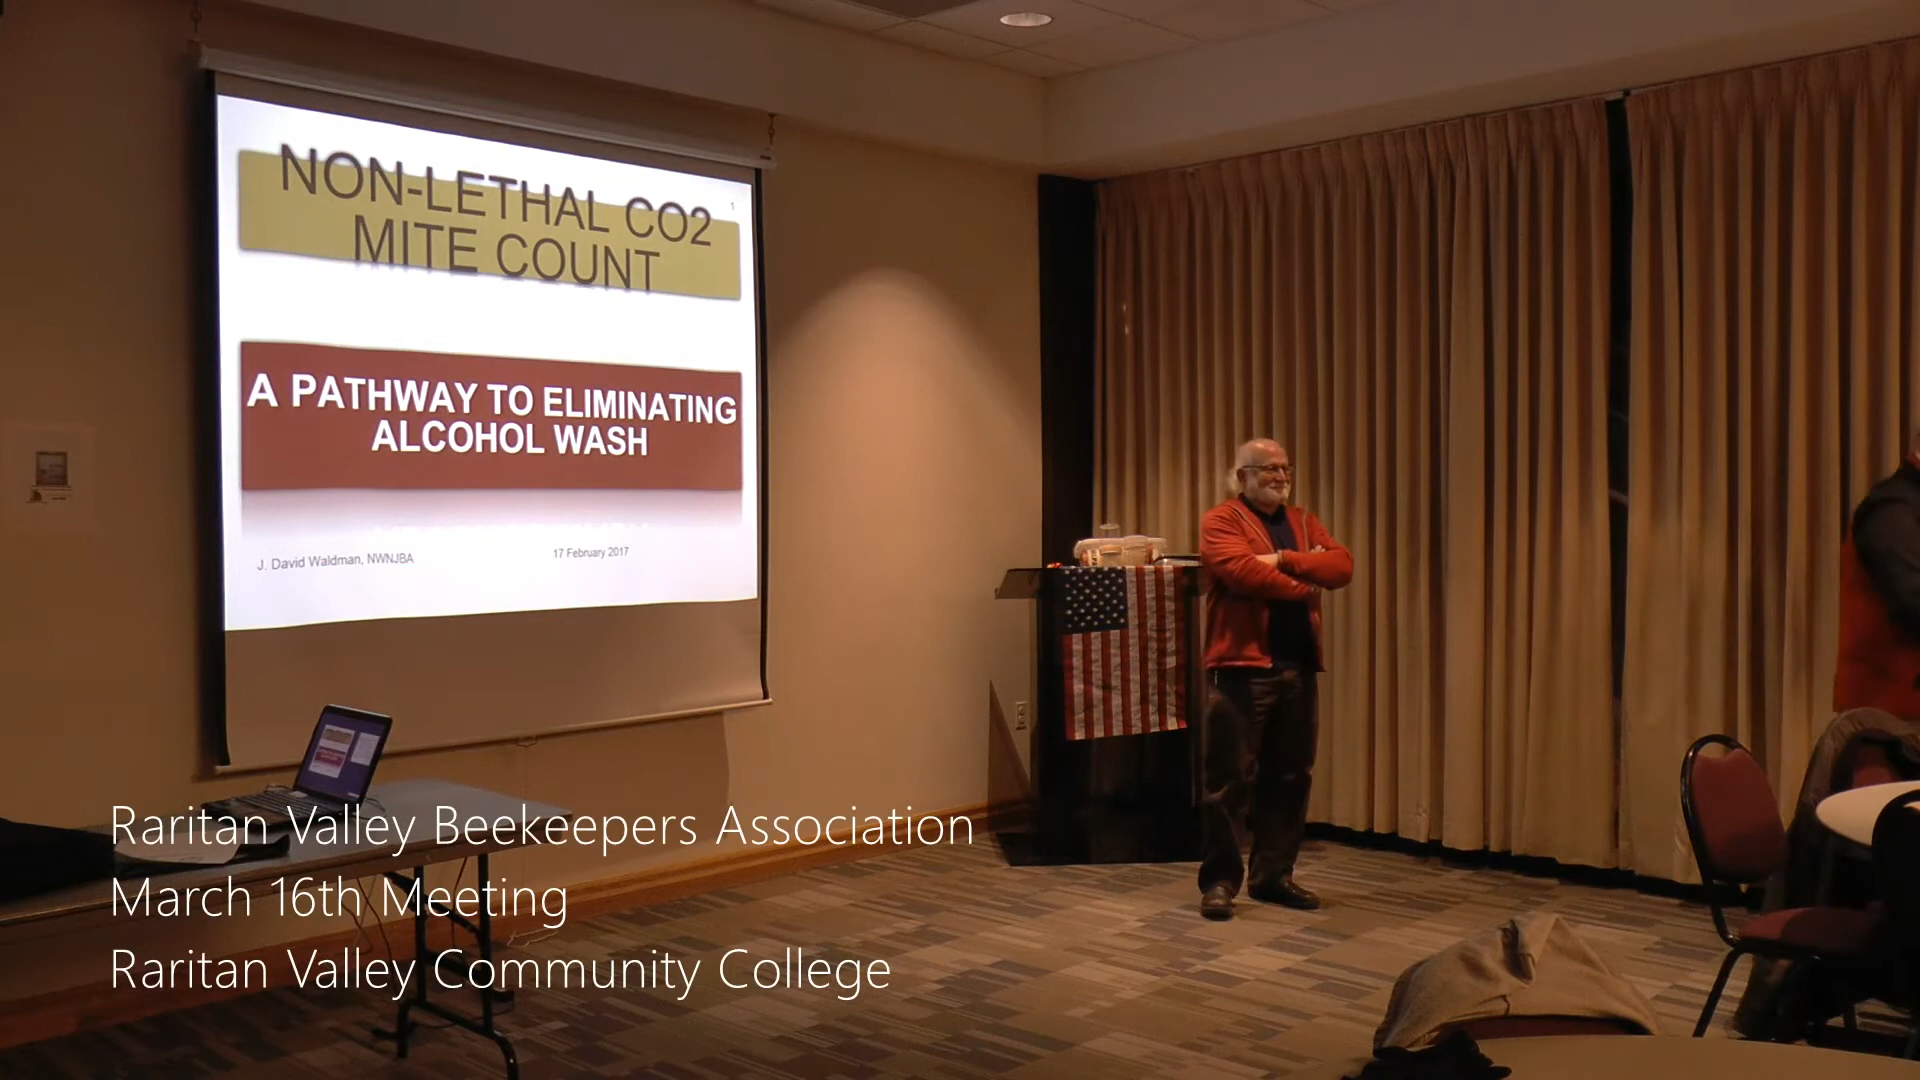 NON-LETHAL CO2
MITE COUNT
1
A PATHWAY TO ELIMINATING
ALCOHOL WASH
J. David Waldman, NWNJBA
17 February 2017
Raritan Valley Beekeepers Association
March 16th Meeting
Raritan Valley Community College